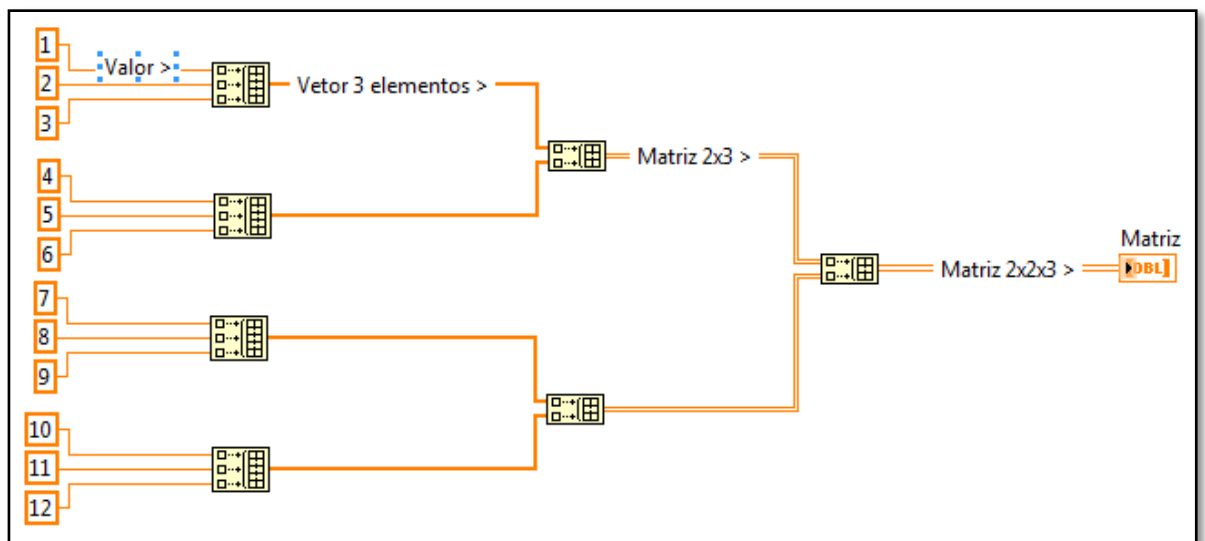 1
Valor >
2
Vetor 3 elementos >
3
Matriz 2x3 >
4
5
6
Matriz
Matriz 2x2x3 >
DBL
7
8
9
10
11
12